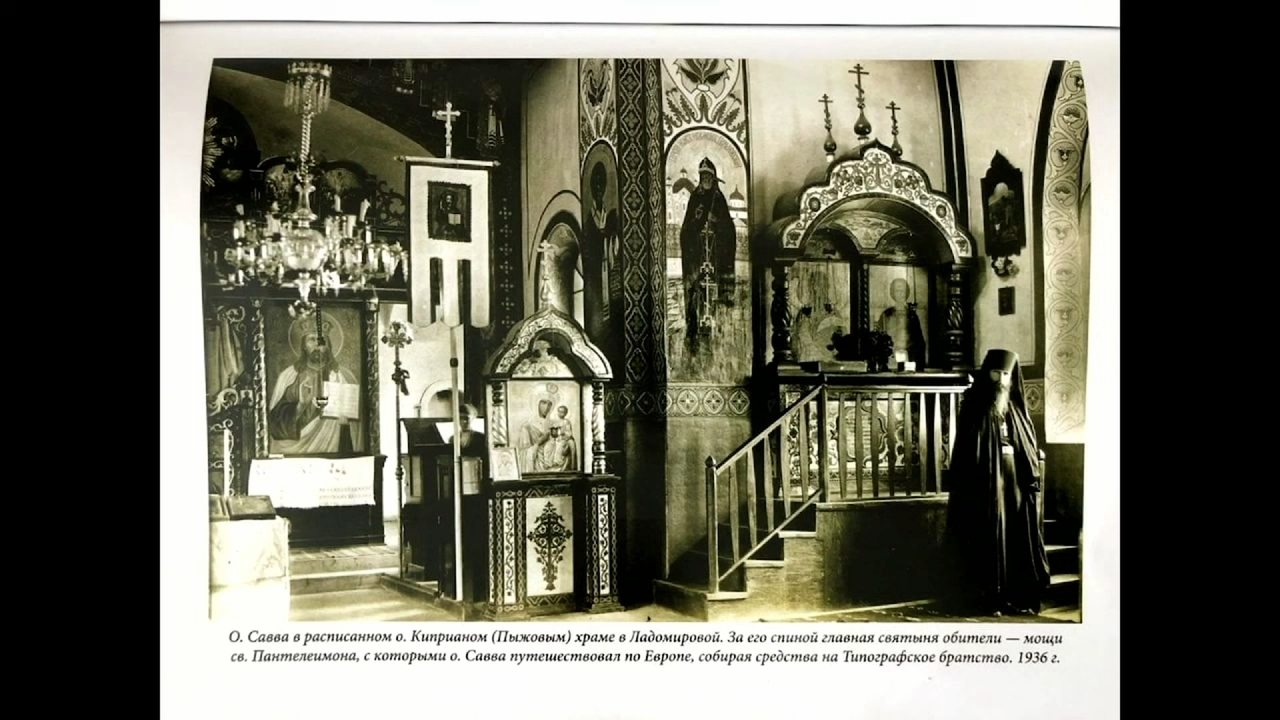 О. Савва в расписанном о. Киприаном (Пыжовым) храме в Ладомировой. За его спиной главная святыня обители — мощи
св. Пантелеимона, с которыми о. Савва путешествовал по Европе, собирая средства на Типографское братство. 1936 г.